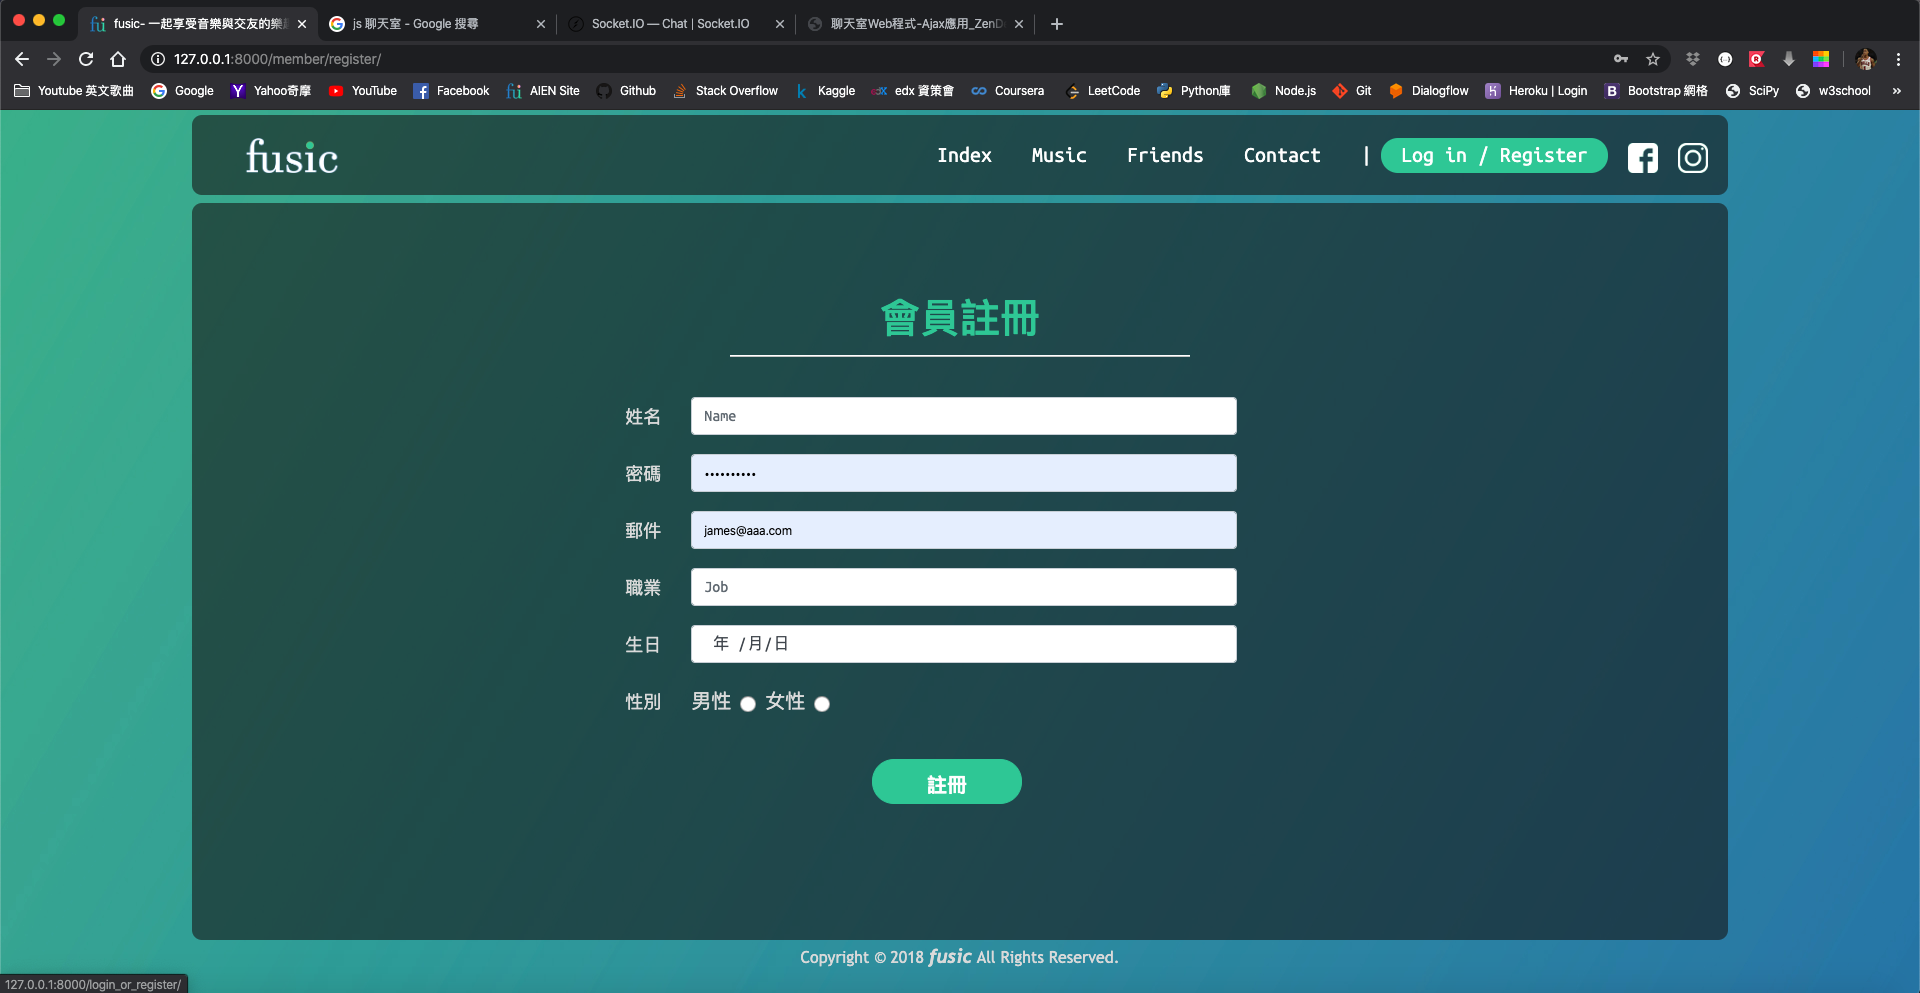 fusic- 一起享受音樂與交友的樂
js 聊天室 - Google 搜尋
Socket.IO — Chat | Socket.IO
聊天室Web程式-Ajax應用_ZenD
127.0.0.1:8000/member/register/
Youtube 英文歌曲 Google Yahoo奇摩 YouTube Facebook AIEN Site Github Stack Overflow Kaggle edx 資策會 Coursera LeetCode Python庫 Node.js Git Dialogflow Heroku | Login Bootstrap 網格 SciPy w3school »
fusic Index Music Friends Contact | Log in / Register
會員註冊
姓名 Name
密碼 ••••••••••
郵件 james@aaa.com
職業 Job
生日 年 /月/日
性別 男性 女性
註冊
Copyright © 2018 fusic All Rights Reserved.
127.0.0.1:8000/login_or_register/